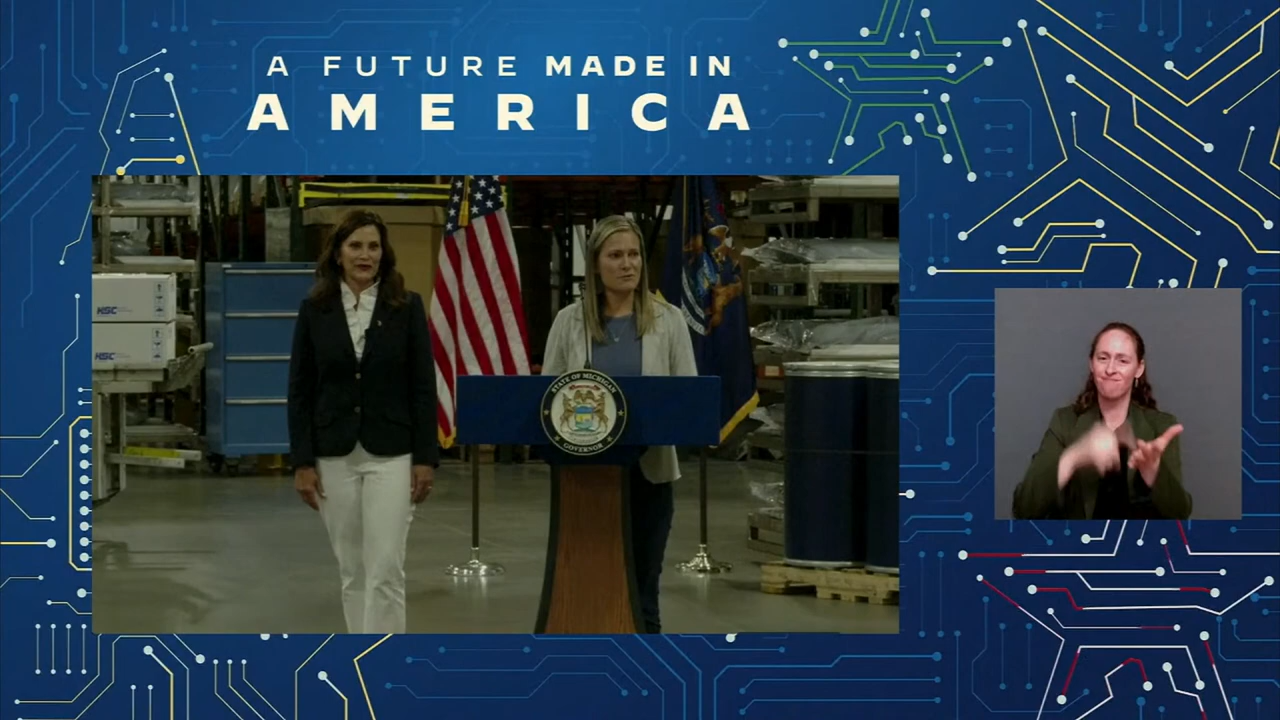 A FUTURE MADE IN
AMERICA
HSC
HSC
STATE OF MICHIGAN
GOVERNOR